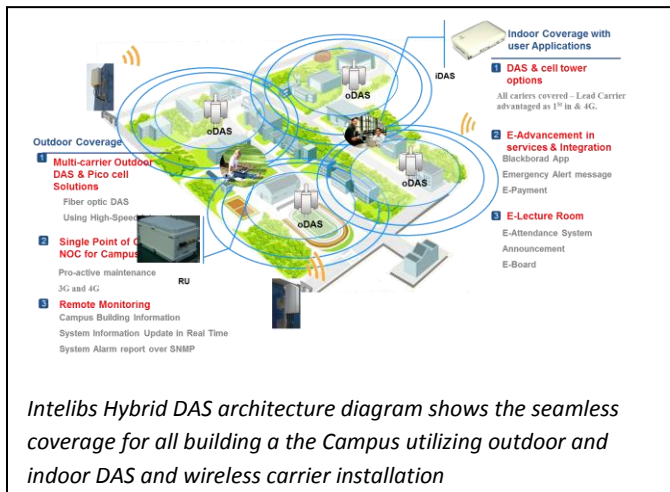 Indoor Coverage with
user Applications
1 DAS & cell tower
options
All cariers covered – Lead Carrier
advantaged as 1st in & 4G.
2 E-Advancement in
services & Integration
Blackborad App
Emergency Alert message
E-Payment
3 E-Lecture Room
E-Attendance System
Announcement
E-Board
iDAS
oDAS
oDAS
oDAS
oDAS
Outdoor Coverage
1 Multi-carrier Outdoor
DAS & Pico cell
Solutions
Fiber optic DAS
Using High-Speed
2 Single Point of
NOC for Campus
Pro-active maintenance
3G and 4G
RU
3 Remote Monitoring
Campus Building Information
System Information Update in Real Time
System Alarm report over SNMP
Intelibs Hybrid DAS architecture diagram shows the seamless
coverage for all building a the Campus utilizing outdoor and
indoor DAS and wireless carrier installation